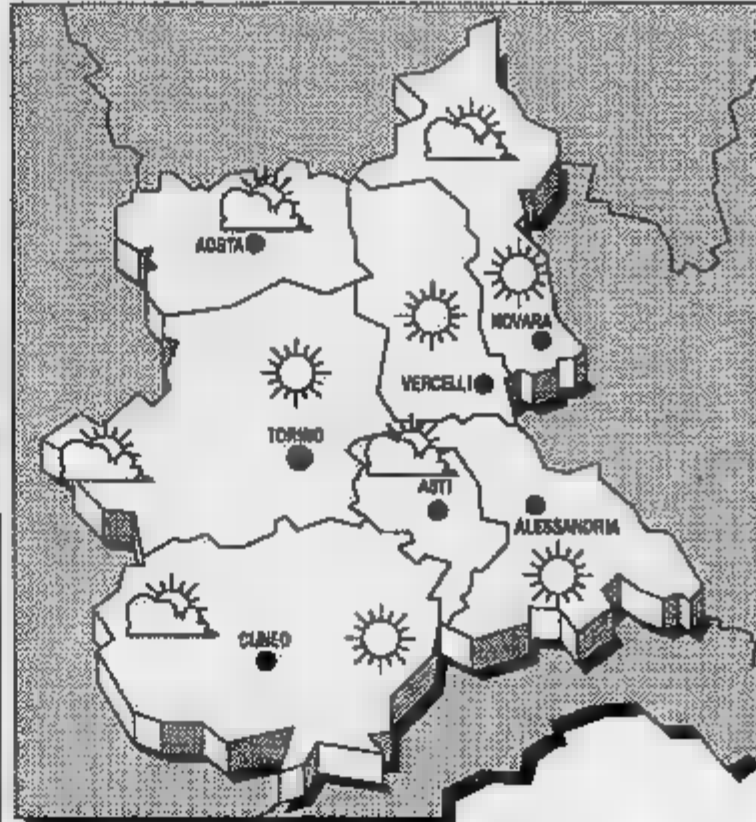 AOSTA
NOVARA
VERCELLI
TORINO
ASTI
ALESSANDRIA
CUNEO